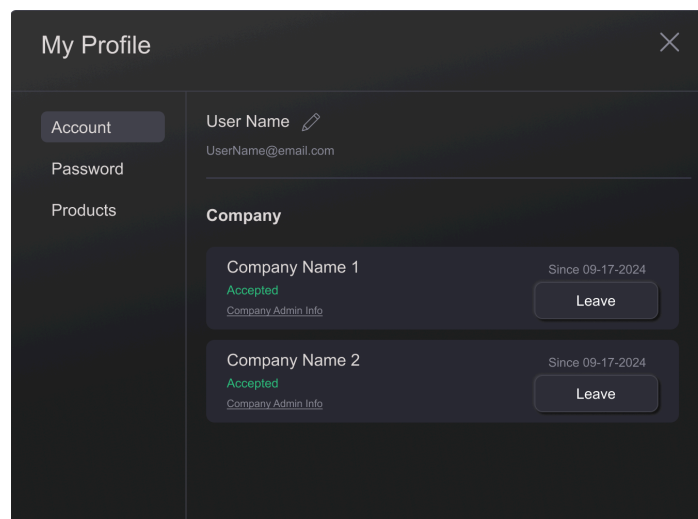 My Profile
Account
Password
Products
User Name
UserName@email.com
Company
Company Name 1
Accepted
Company Admin Info
Since 09-17-2024
Leave
Company Name 2
Accepted
Company Admin Info
Since 09-17-2024
Leave